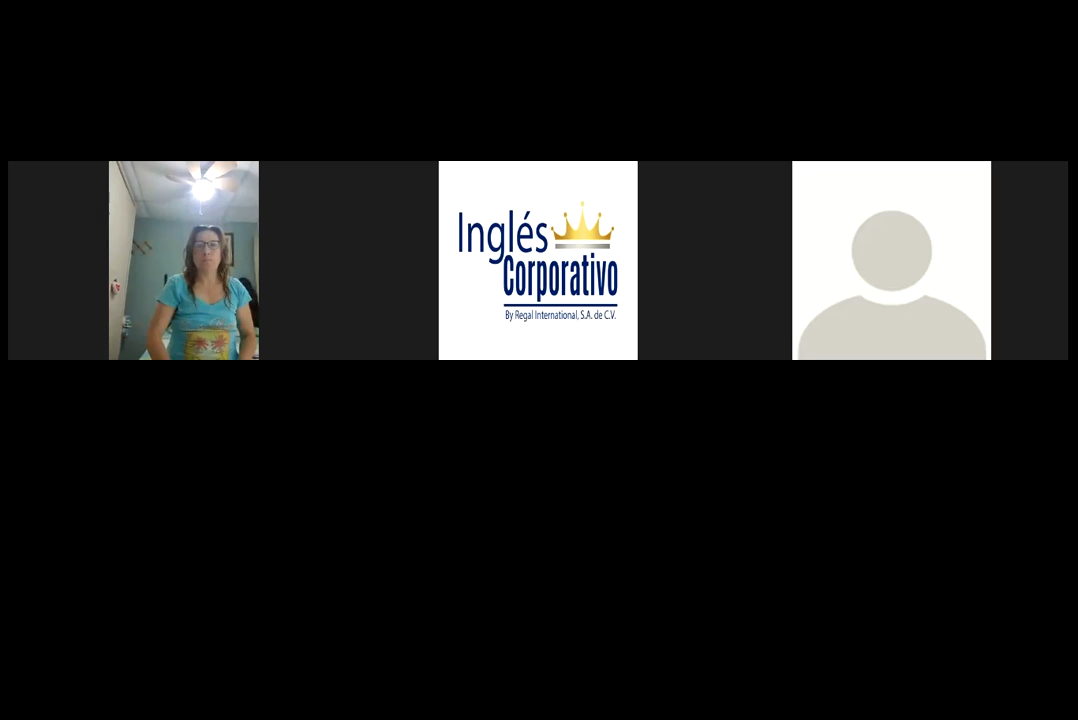 Inglés
Corporativo
By Regal International, S.A. de C.V.